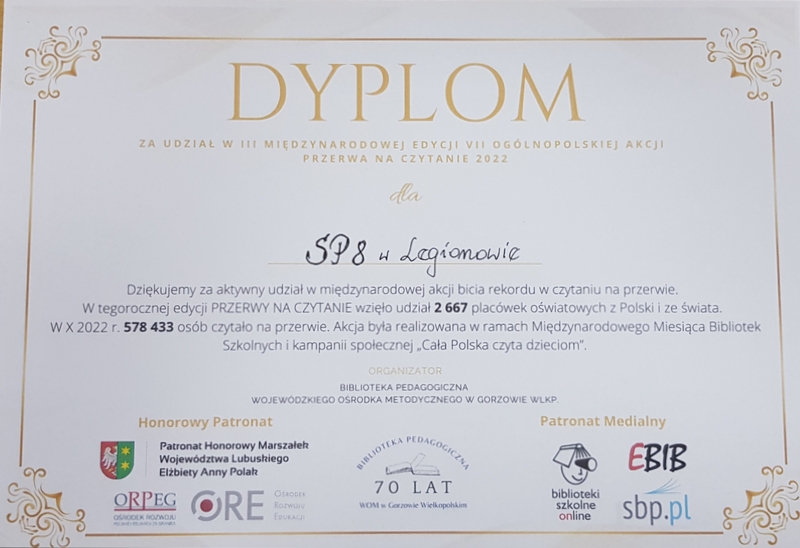 DYPLOM
ZA UDZIAŁ W III MIĘDZYNARODOWEJ EDYCJI VII OGÓLNOPOLSKIEJ AKCJI
PRZERWA NA CZYTANIE 2022
dla
SP8 w Legionowie
Dziękujemy za aktywny udział w międzynarodowej akcji bicia rekordu w czytaniu na przerwie.
W tegorocznej edycji PRZERWY NA CZYTANIE wzięło udział 2 667 placówek oświatowych z Polski i ze świata.
W X 2022 r. 578 433 osób czytało na przerwie. Akcja była realizowana w ramach Międzynarodowego Miesiąca Bibliotek
Szkolnych i kampanii społecznej „Cała Polska czyta dzieciom”.
ORGANIZATOR
BIBLIOTEKA PEDAGOGICZNA
WOJEWÓDZKIEGO OŚRODKA METODYCZNEGO W GORZOWIE WLKP.
Honorowy Patronat
Patronat Medialny
Patronat Honorowy Marszałek
Województwa Lubuskiego
Elżbiety Anny Polak
BIBLIOTEKA PEDAGOGICZNA
70 LAT
WOM w Gorzowie Wielkopolskim
biblioteki
szkolne
online
EBIB
sbp.pl
ORPEG
OŚRODEK ROZWOJU
ORE
OŚRODEK
ROZWOJU
EDUKACJI